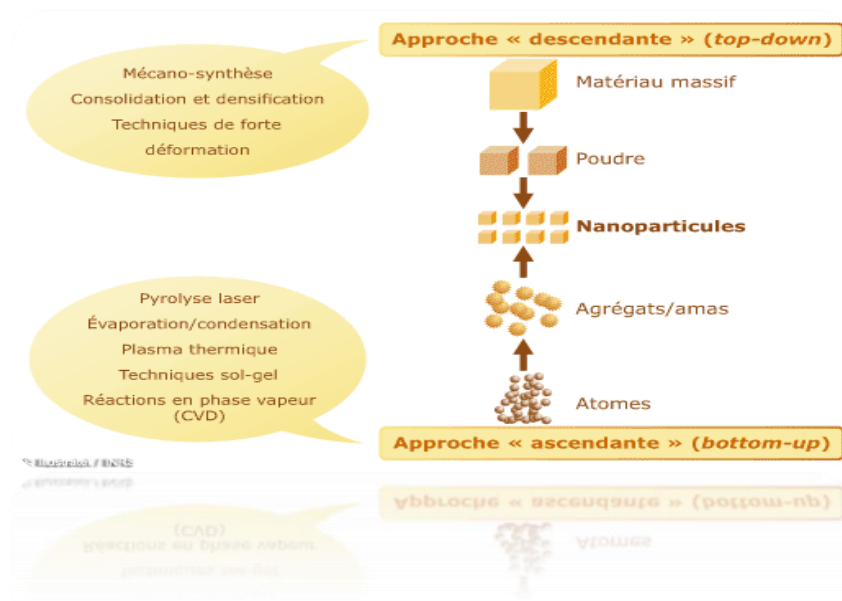 Approche « descendante » (top-down)
Mécano-synthèse
Consolidation et densification
Techniques de forte
déformation
Matériau massif
Poudre
Nanoparticules
Agrégats/amas
Atomes
Pyrolyse laser
Évaporation/condensation
Plasma thermique
Techniques sol-gel
Réactions en phase vapeur
(CVD)
Approche « ascendante » (bottom-up)
/ INRS